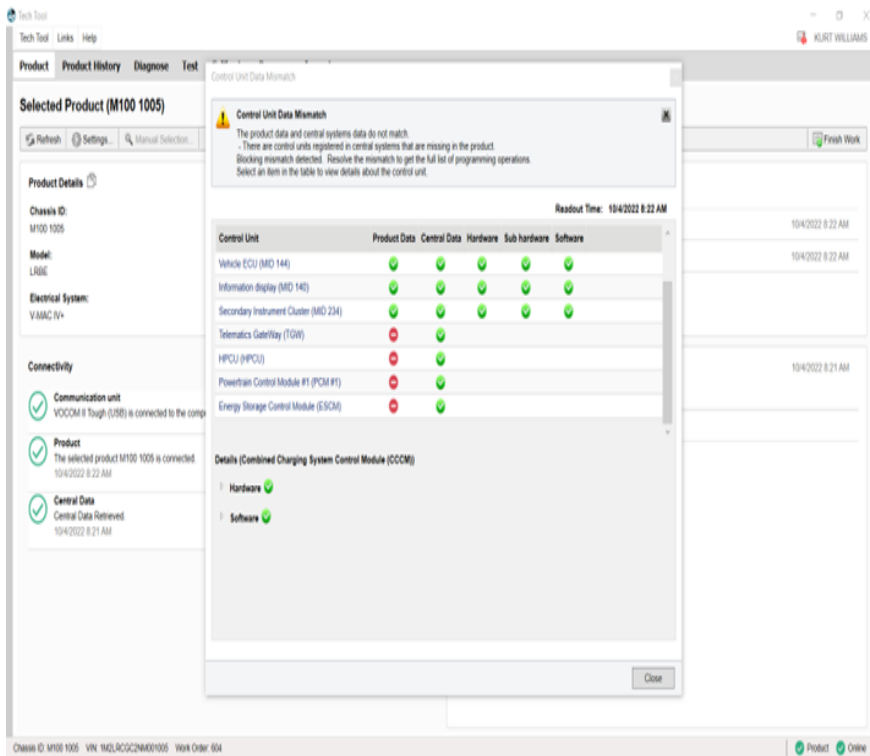 Tech Tool
Tech Tool Links Help
KURT WILLIAMS
Product Product History Diagnose Test
Selected Product (M100 1005)
Refresh Settings... Manual Selection...
Finish Work
Product Details
Chassis ID:
M100 1005
Model:
LRBE
Electrical System:
V-MAC IV+
Connectivity
Communication unit
VOCOM II Tough (USB) is connected to the comp
Product
The selected product M100 1005 is connected.
10/4/2022 8:22 AM
Central Data
Central Data Retrieved.
10/4/2022 8:21 AM
Control Unit Data Mismatch
Control Unit Data Mismatch
The product data and central systems data do not match.
- There are control units registered in central systems that are missing in the product.
Blocking mismatch detected. Resolve the mismatch to get the full list of programming operations.
Select an item in the table to view details about the control unit.
Readout Time: 10/4/2022 8:22 AM
Control Unit Product Data Central Data Hardware Sub hardware Software
Vehicle ECU (MID 144)
Information display (MID 140)
Secondary Instrument Cluster (MID 234)
Telematics GateWay (TGW)
HPCU (HPCU)
Powertrain Control Module #1 (PCM #1)
Energy Storage Control Module (ESCM)
Details (Combined Charging System Control Module (CCCM))
Hardware
Software
Close
10/4/2022 8:22 AM
10/4/2022 8:22 AM
10/4/2022 8:21 AM
Chassis ID: M100 1005 VIN: 1M2LRCGC2NM001005 Work Order: 604
Product Online